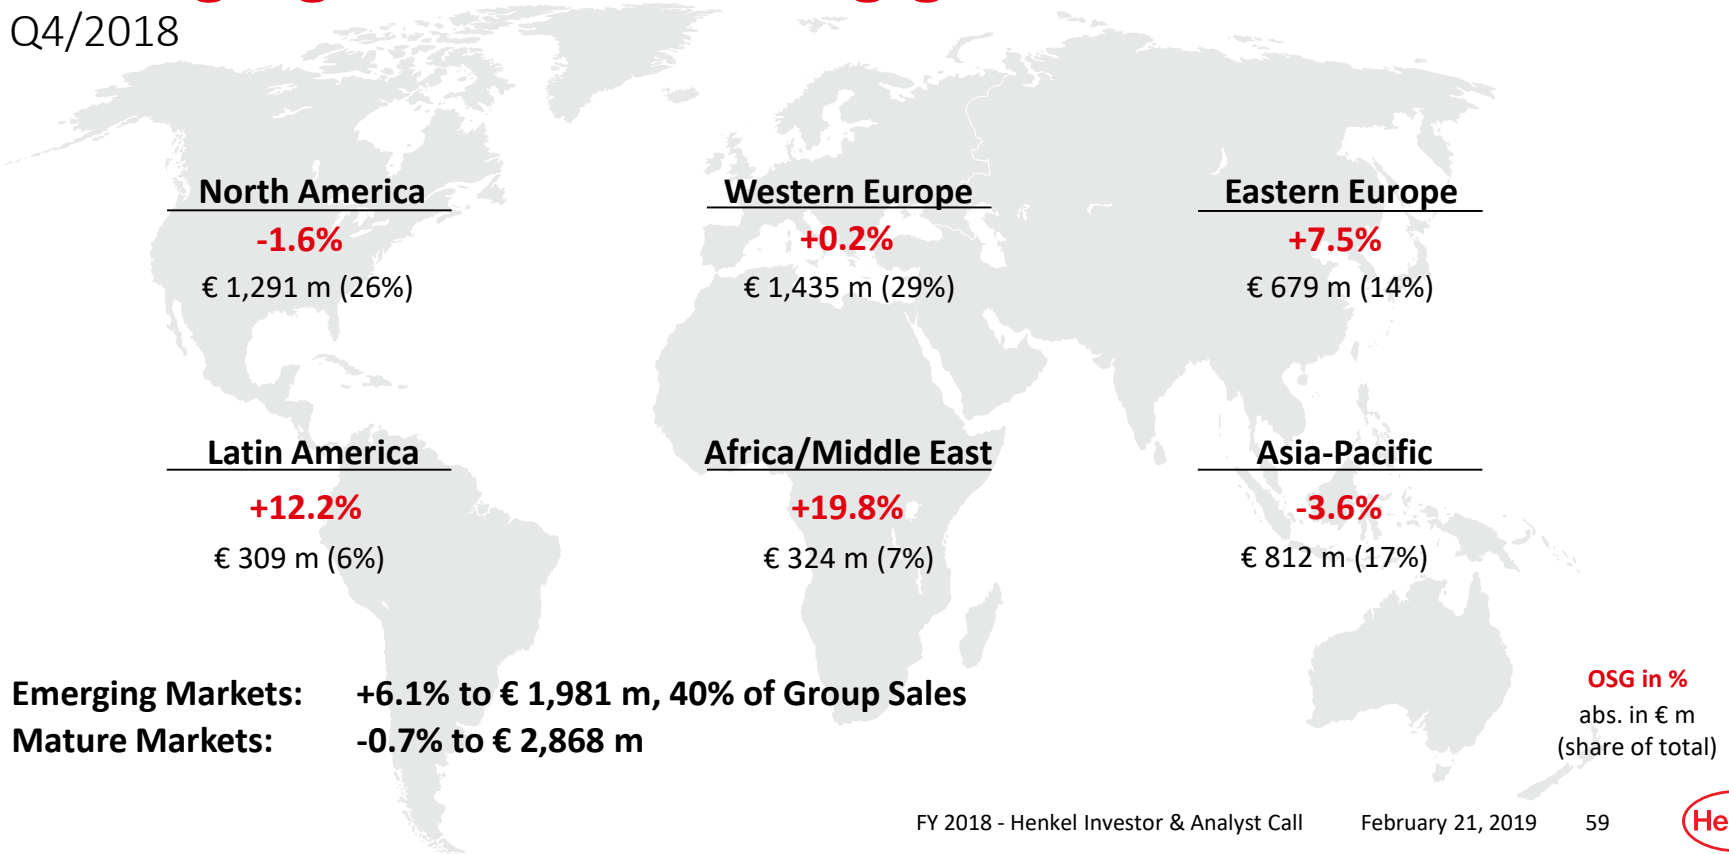 Q4/2018
North America
-1.6%
€ 1,291 m (26%)
Western Europe
+0.2%
€ 1,435 m (29%)
Eastern Europe
+7.5%
€ 679 m (14%)
Latin America
+12.2%
€ 309 m (6%)
Africa/Middle East
+19.8%
€ 324 m (7%)
Asia-Pacific
-3.6%
€ 812 m (17%)
Emerging Markets: +6.1% to € 1,981 m, 40% of Group Sales
Mature Markets: -0.7% to € 2,868 m
OSG in %
abs. in € m
(share of total)
FY 2018 - Henkel Investor & Analyst Call February 21, 2019 59
He